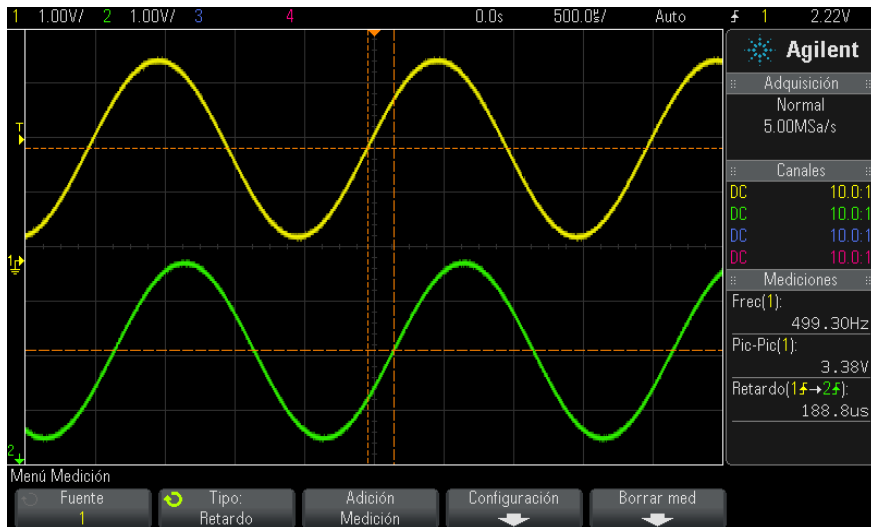 1 1.00V/ 2 1.00V/ 3 4 0.0s 500.0㎲/ Auto 1 2.22V
Agilent
Adquisición
Normal
5.00MSa/s
Canales
DC 10.0:1
DC 10.0:1
DC 10.0:1
DC 10.0:1
Mediciones
Frec(1):
499.30Hz
Pic-Pic(1):
3.38V
Retardo(1→2):
188.8us
T
1
2
Menú Medición
Fuente
1
Tipo:
Retardo
Adición
Medición
Configuración
Borrar med